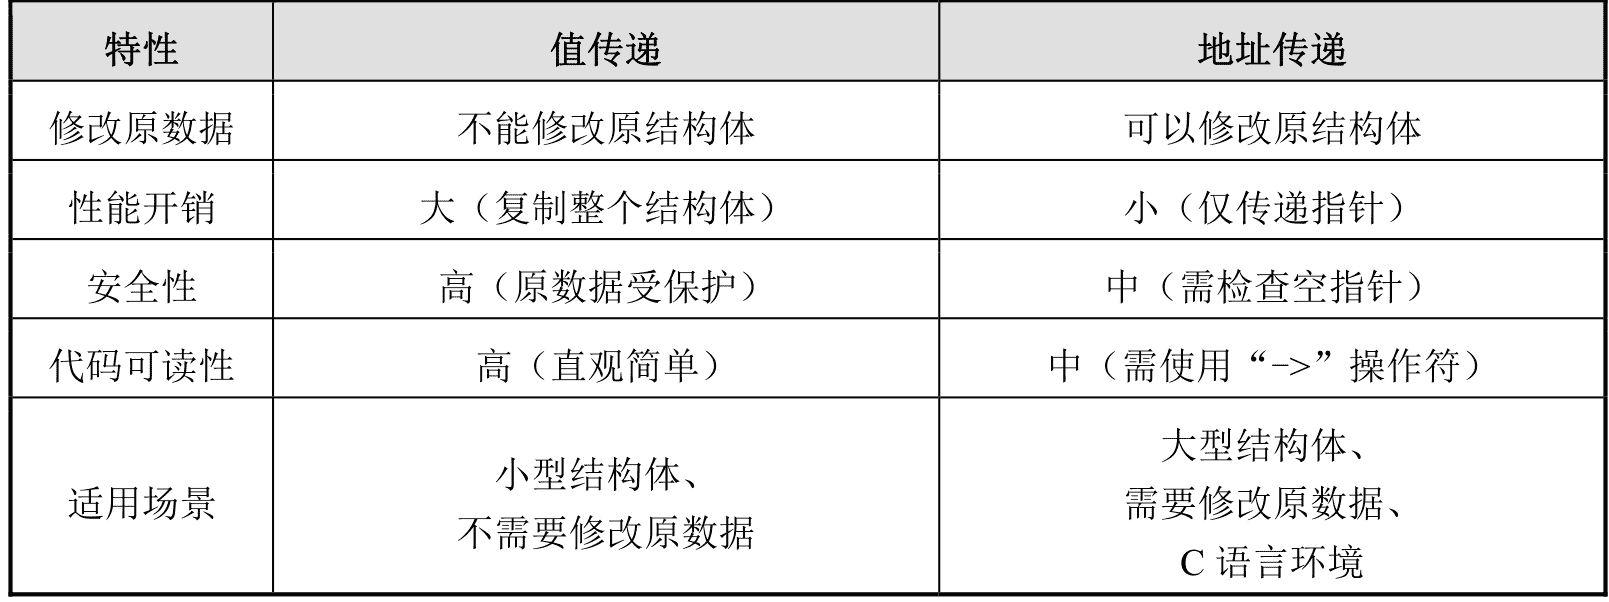 特性 值传递 地址传递
修改原数据 不能修改原结构体 可以修改原结构体
性能开销 大（复制整个结构体） 小（仅传递指针）
安全性 高（原数据受保护） 中（需检查空指针）
代码可读性 高（直观简单） 中（需使用“->”操作符）
适用场景
小型结构体、
不需要修改原数据
大型结构体、
需要修改原数据、
C 语言环境